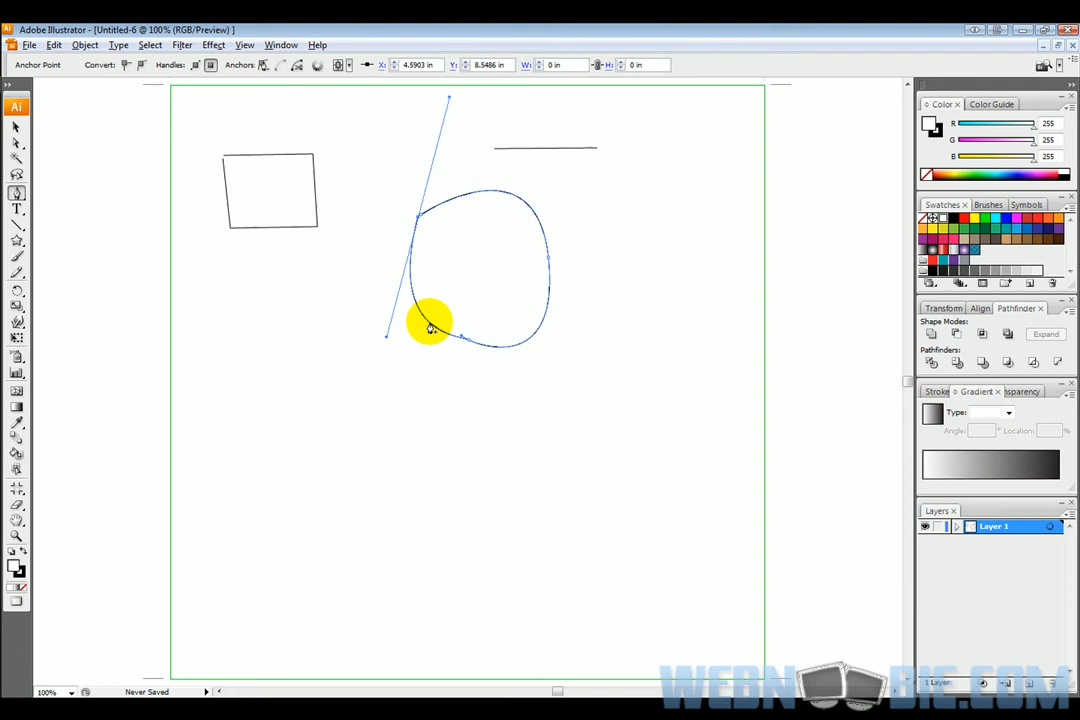 Adobe Illustrator - [Untitled-6 @ 100% (RGB/Preview) ]
File Edit Object Type Select Filter Effect View Window Help
Anchor Point Convert: Handles: Anchors: X: 4.5903 in Y: 8.5486 in W: 0 in H: 0 in
Ai
Color Color Guide
R 255
G 255
B 255
Swatches Brushes Symbols
Transform Align Pathfinder
Shape Modes:
Expand
Pathfinders:
Stroke Gradient nsparency
Type:
Angle: ° Location: %
Layers
Layer 1
1 Layer
100% Never Saved
WEBN BIE.COM